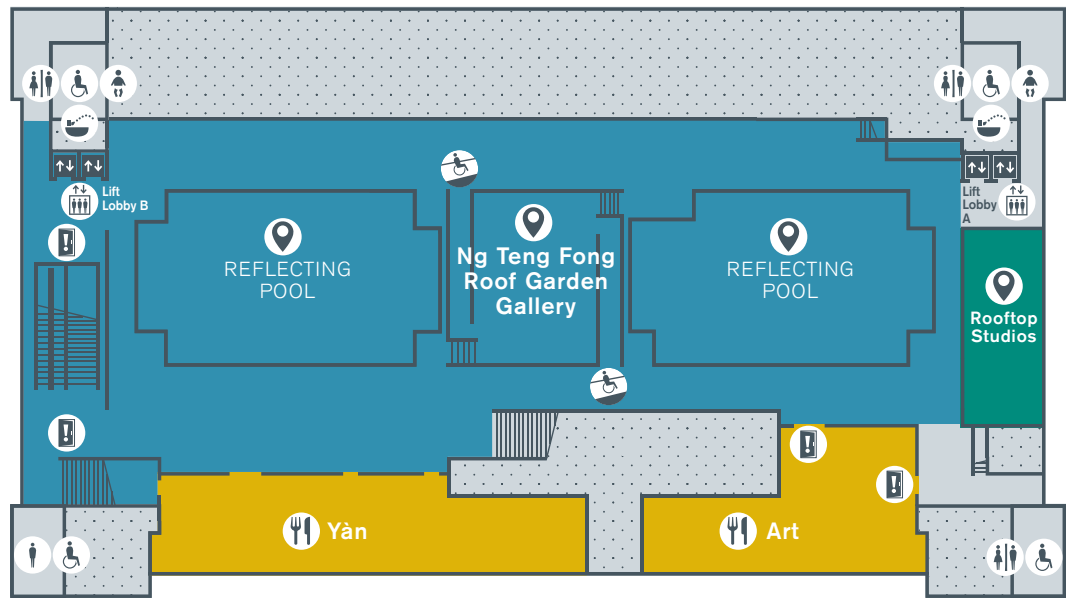 Lift
Lobby B
Lift
Lobby
A
REFLECTING
POOL
Ng Teng Fong
Roof Garden
Gallery
REFLECTING
POOL
Rooftop
Studios
Yàn
Art